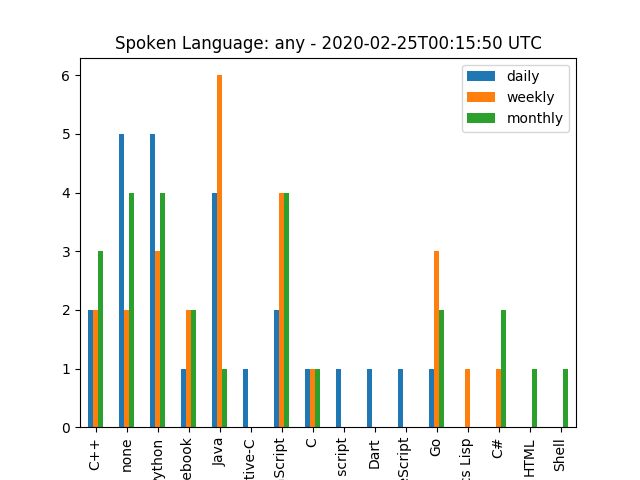 Spoken Language: any - 2020-02-25T00:15:50 UTC
daily
weekly
monthly
6
5
4
3
2
1
0
C++
none
ython
ebook
Java
tive-C
Script
C
script
Dart
eScript
Go
s Lisp
C#
HTML
Shell